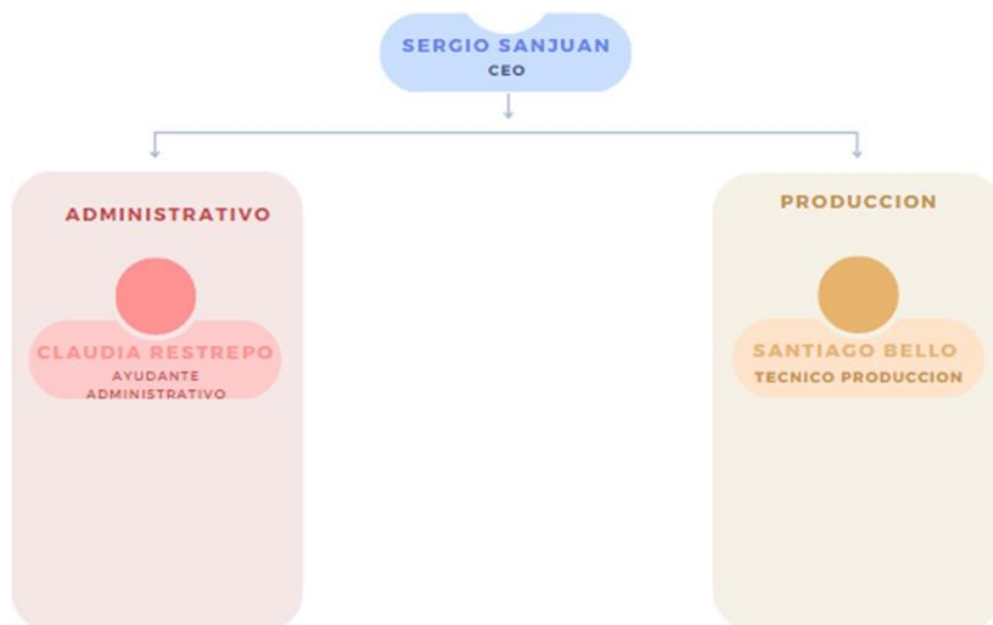 SERGIO SANJUAN
CEO
ADMINISTRATIVO
CLAUDIA RESTREPO
AYUDANTE
ADMINISTRATIVO
PRODUCCION
SANTIAGO BELLO
TECNICO PRODUCCION